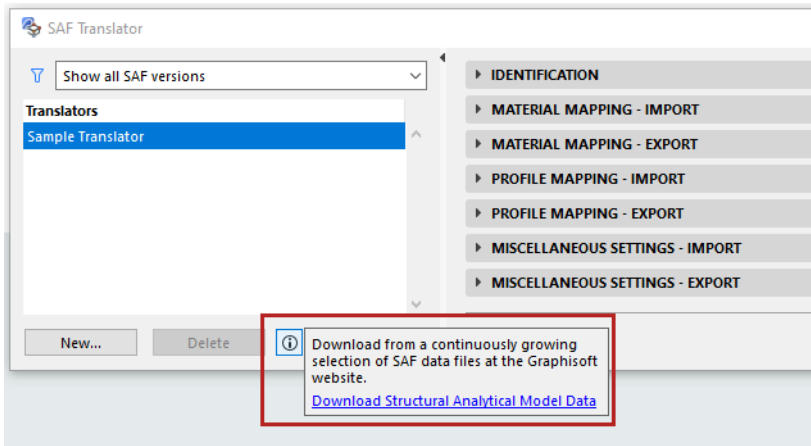 SAF Translator
Show all SAF versions
Translators
Sample Translator
New...
Delete
IDENTIFICATION
MATERIAL MAPPING - IMPORT
MATERIAL MAPPING - EXPORT
PROFILE MAPPING - IMPORT
PROFILE MAPPING - EXPORT
MISCELLANEOUS SETTINGS - IMPORT
MISCELLANEOUS SETTINGS - EXPORT
Download from a continuously growing
selection of SAF data files at the Graphisoft
website.
Download Structural Analytical Model Data